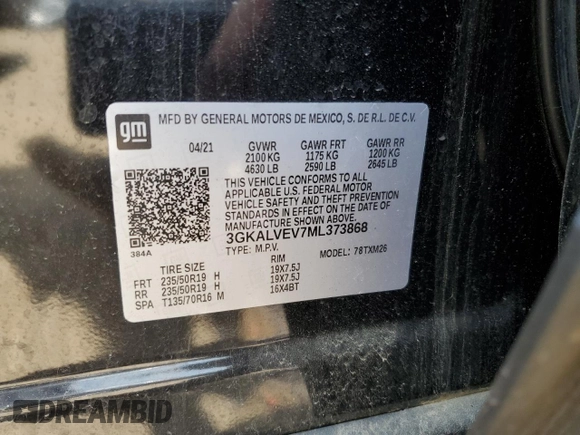 gm
MFD BY GENERAL MOTORS DE MEXICO, S. DE R.L. DE C.V.
04/21 GVWR GAWR FRT GAWR RR
2100 KG 1175 KG 1200 KG
4630 LB 2590 LB 2645 LB
THIS VEHICLE CONFORMS TO ALL
APPLICABLE U.S. FEDERAL MOTOR
VEHICLE SAFETY AND THEFT PREVENTION
STANDARDS IN EFFECT ON THE DATE OF
MANUFACTURE SHOWN ABOVE.
3GKALVEV7ML373868
384A TYPE: M.P.V. MODEL: 78TXM26
TIRE SIZE RIM
FRT 235/50R19 H 19X7.5J
RR 235/50R19 H 19X7.5J
SPA T135/70R16 M 16X4BT
DREAMBID